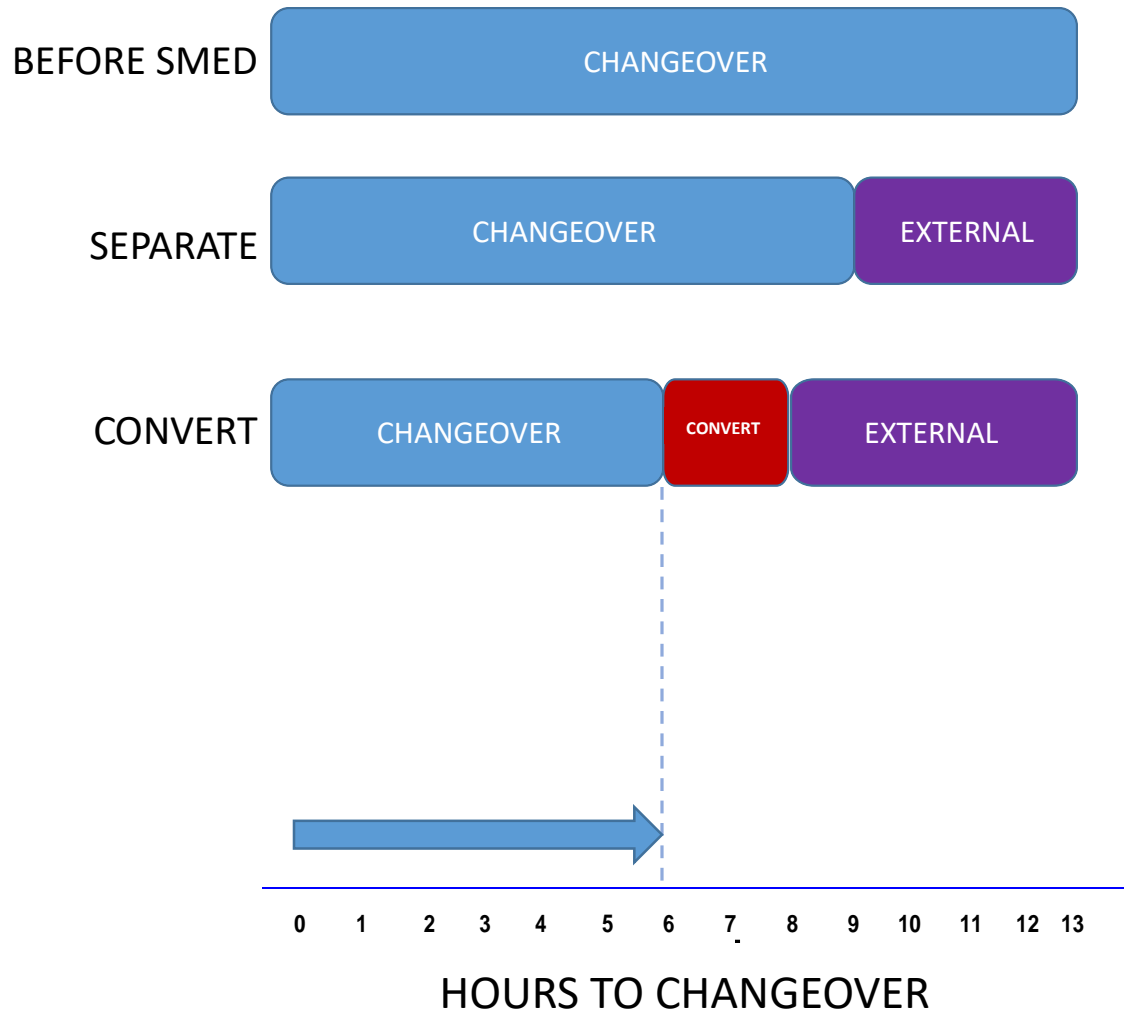 BEFORE SMED
CHANGEOVER
SEPARATE
CHANGEOVER
EXTERNAL
CONVERT
CHANGEOVER
CONVERT
EXTERNAL
0 1 2 3 4 5 6 7 8 9 10 11 12 13
HOURS TO CHANGEOVER